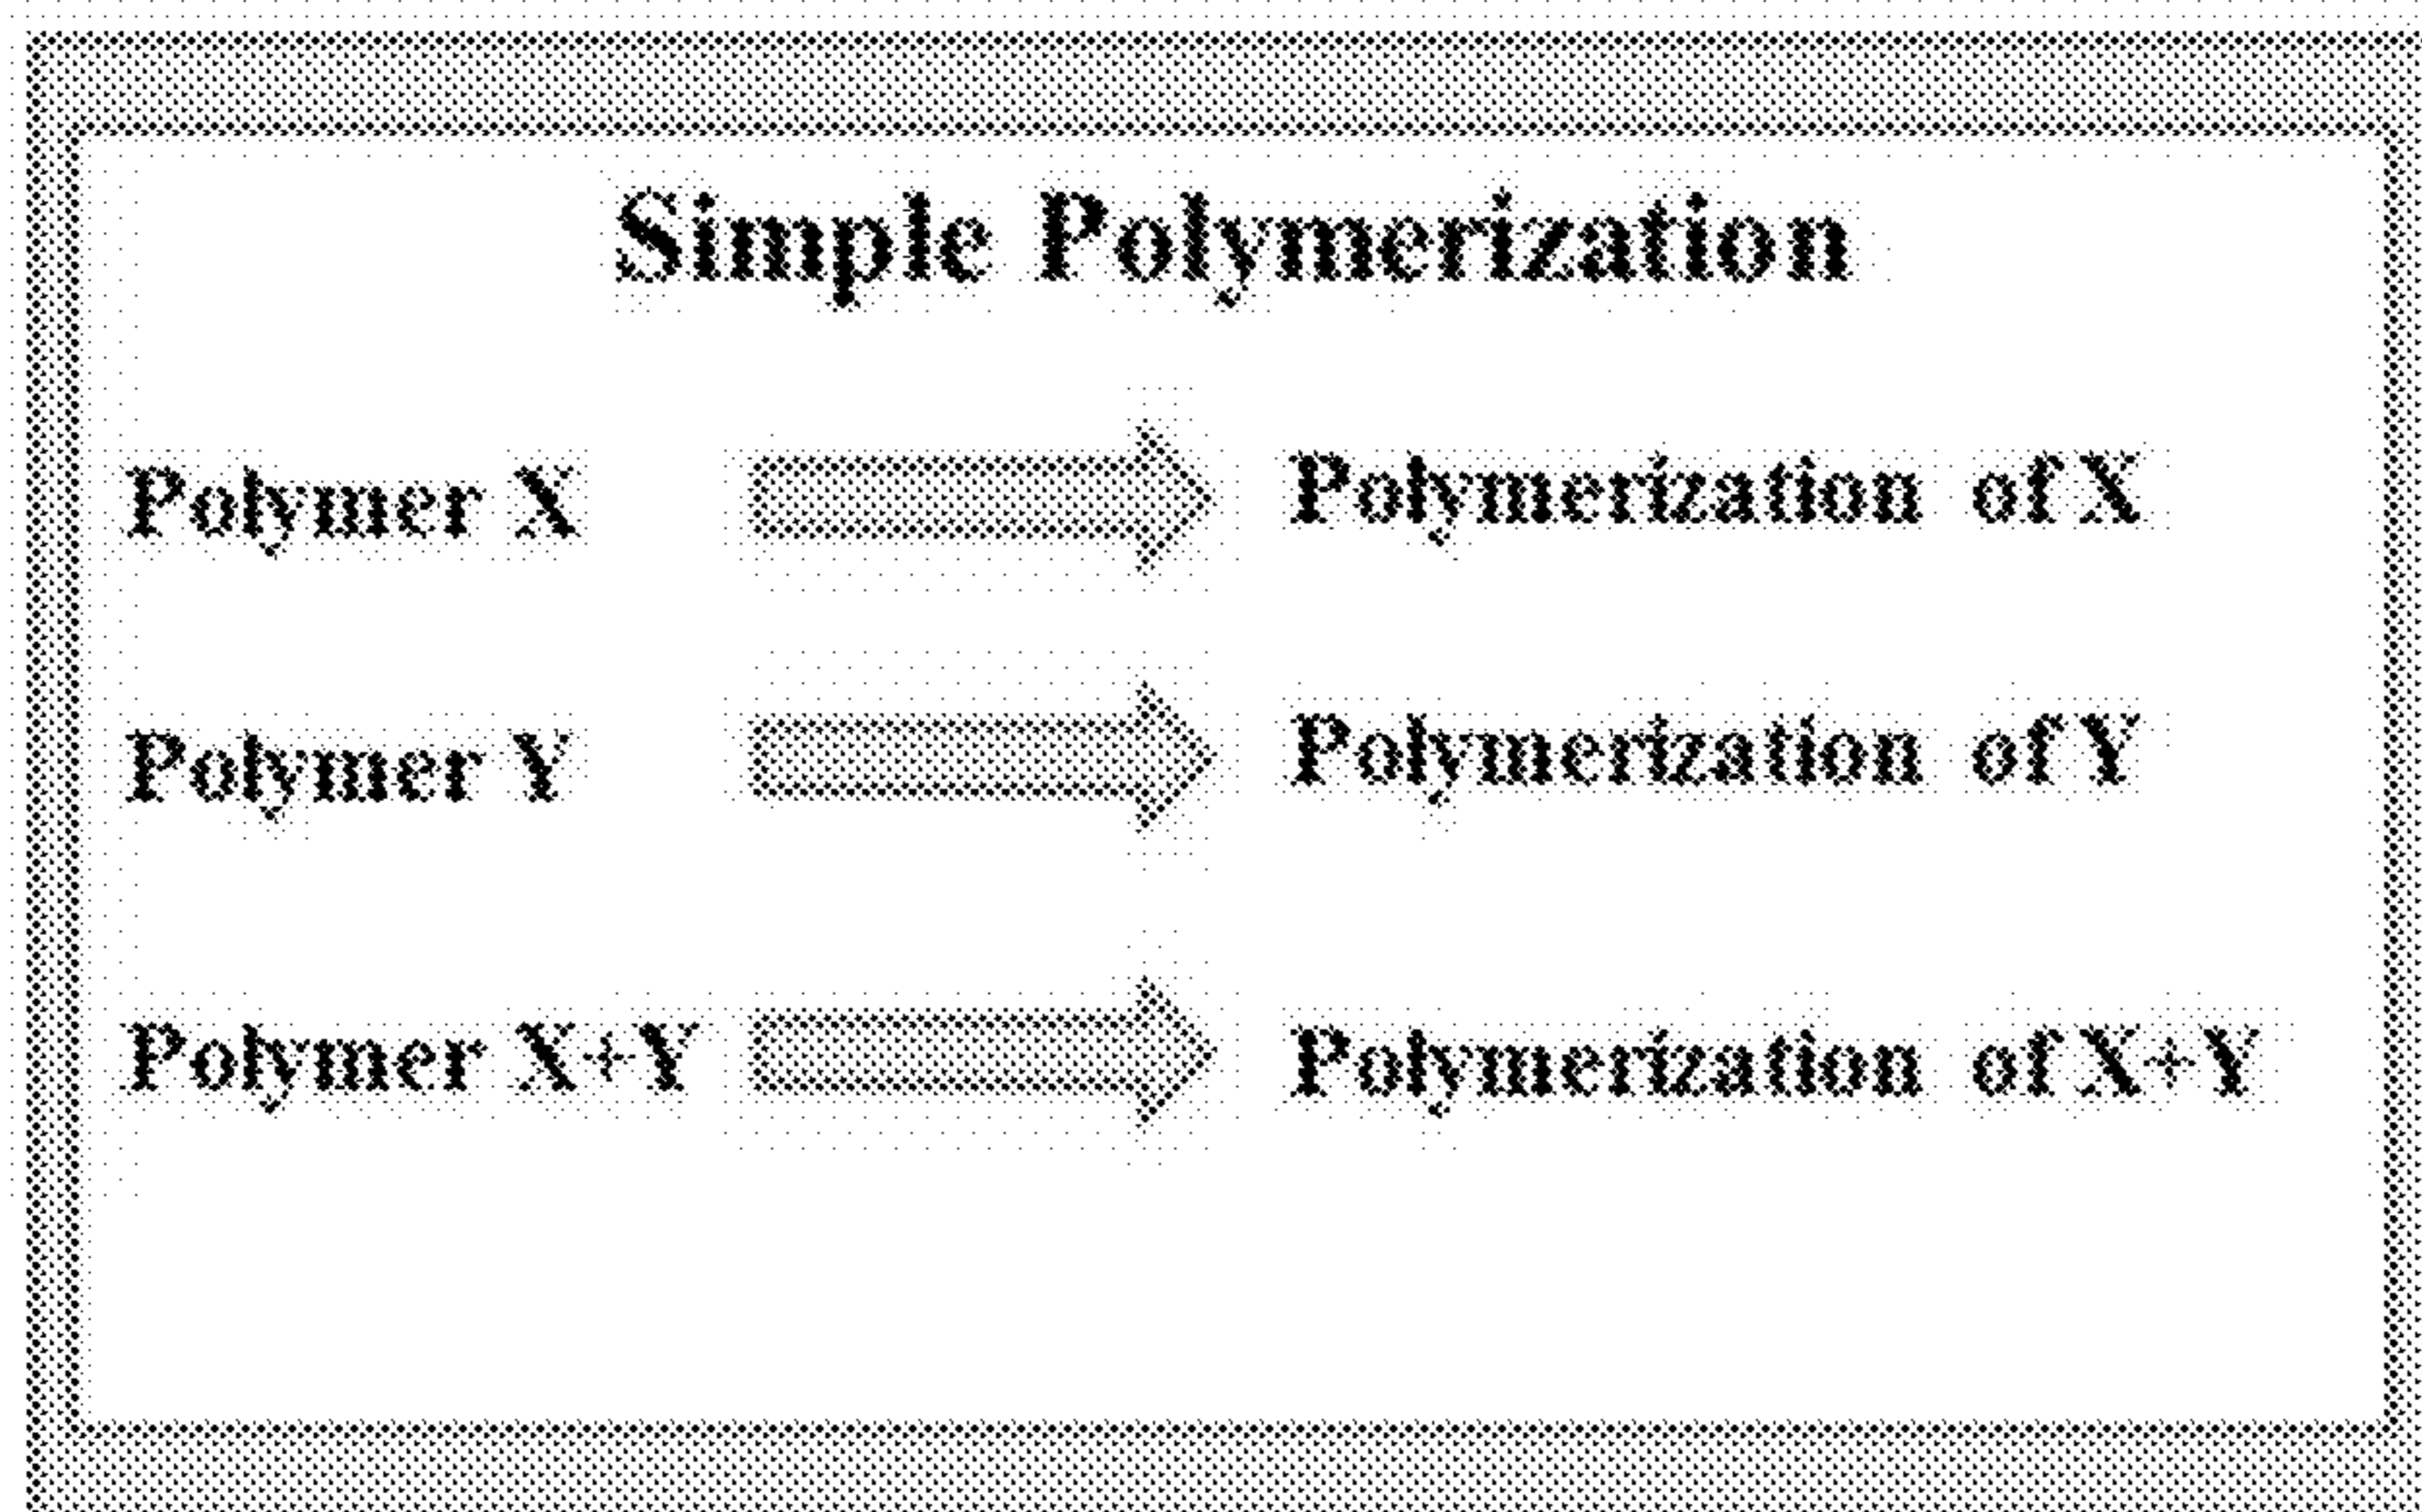 Simple Polymerization
Polymer X Polymerization of X
Polymer Y Polymerization of Y
Polymer X+Y Polymerization of X+Y